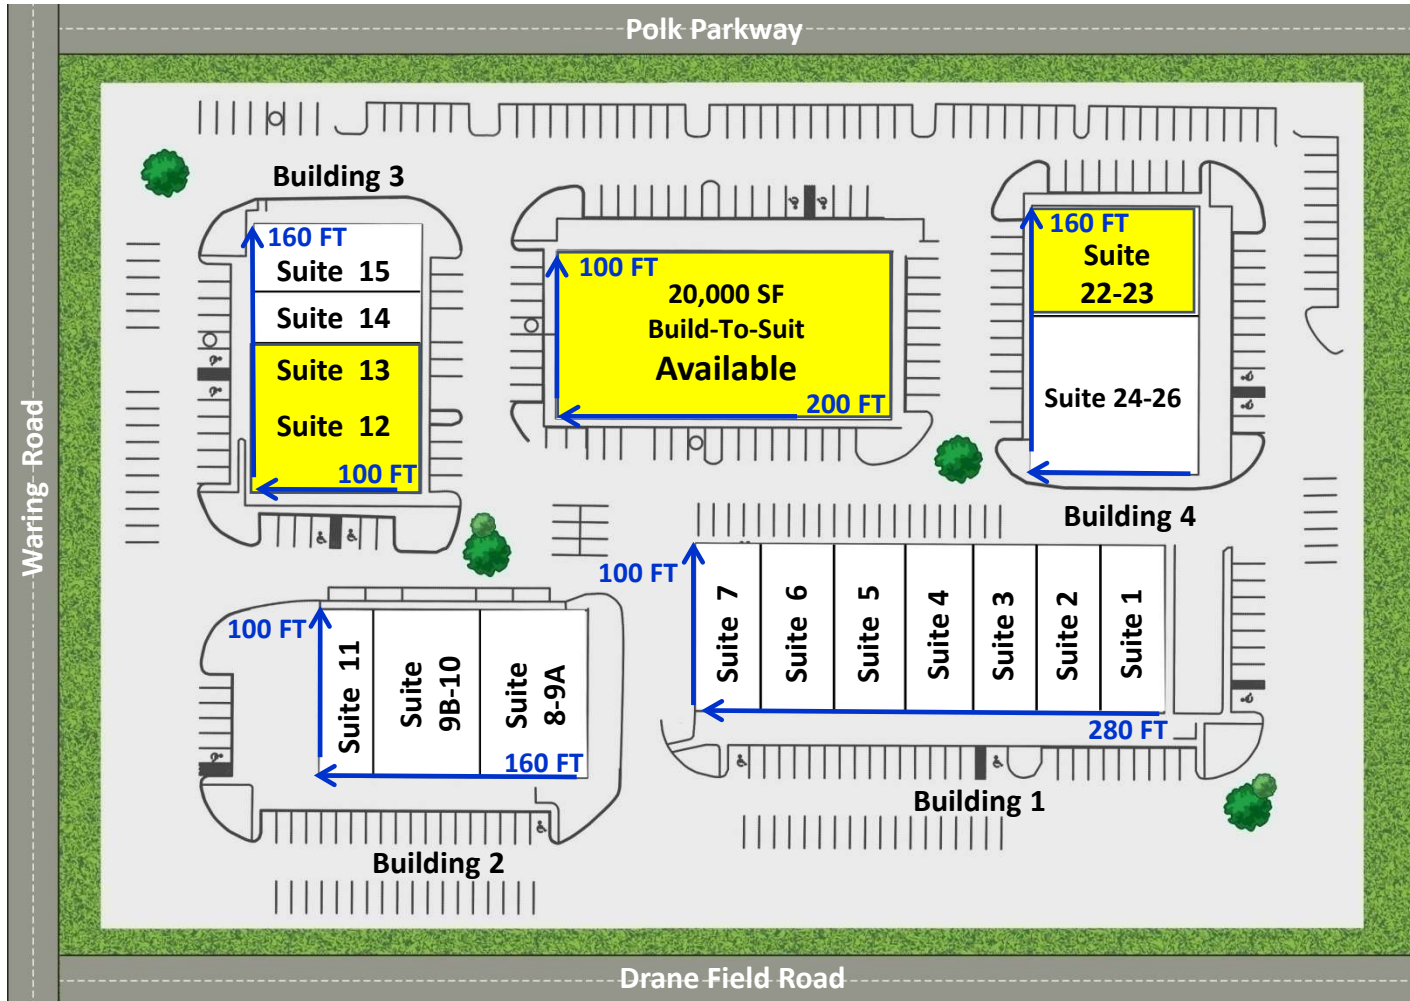 Polk Parkway
Waring Road
Building 3
160 FT
Suite 15
Suite 14
Suite 13
Suite 12
100 FT
100 FT
20,000 SF
Build-To-Suit
Available
200 FT
160 FT
Suite
22-23
Suite 24-26
Building 4
100 FT
Suite 11
Suite
9B-10
Suite
8-9A
160 FT
Building 2
100 FT
Suite 7
Suite 6
Suite 5
Suite 4
Suite 3
Suite 2
Suite 1
280 FT
Building 1
Drane Field Road